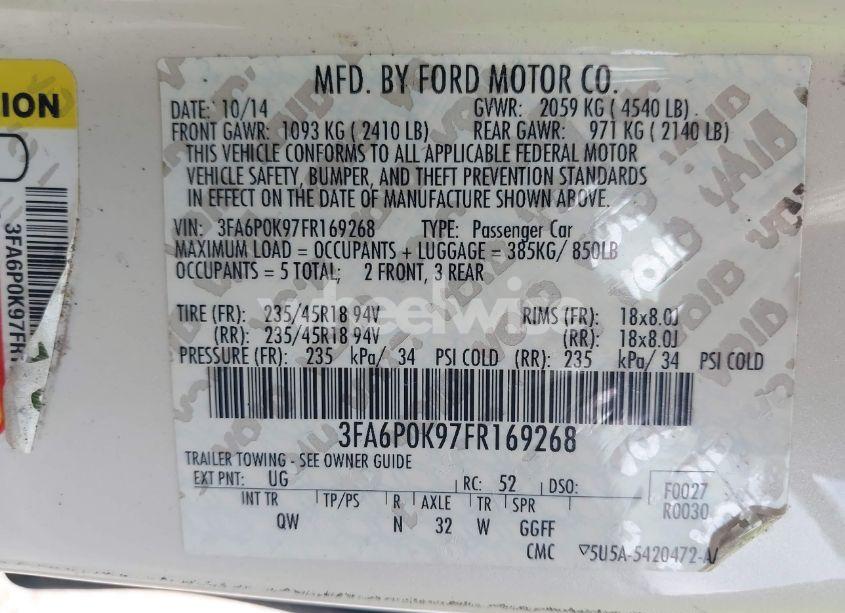 ION
3FA6P0K97FR
MFD. BY FORD MOTOR CO.
DATE: 10/14 GVWR: 2059 KG ( 4540 LB)
FRONT GAWR: 1093 KG ( 2410 LB) REAR GAWR: 971 KG ( 2140 LB)
THIS VEHICLE CONFORMS TO ALL APPLICABLE FEDERAL MOTOR
VEHICLE SAFETY, BUMPER, AND THEFT PREVENTION STANDARDS
IN EFFECT ON THE DATE OF MANUFACTURE SHOWN ABOVE.
VIN: 3FA6P0K97FR169268 TYPE: Passenger Car
MAXIMUM LOAD = OCCUPANTS + LUGGAGE = 385KG/ 850LB
OCCUPANTS = 5 TOTAL; 2 FRONT, 3 REAR
TIRE (FR): 235/45R18 94V RIMS (FR): 18x8.0J
(RR): 235/45R18 94V (RR): 18x8.0J
PRESSURE (FR): 235 kPa/ 34 PSI COLD (RR): 235 kPa/ 34 PSI COLD
3FA6P0K97FR169268
TRAILER TOWING - SEE OWNER GUIDE
EXT PNT: UG RC: 52 DSO:
INT TR TP/PS R AXLE TR SPR
QW N 32 W GGFF
F0027
R0030
CMC ▽5U5A-5420472-A
VOID VOID VOID VOID